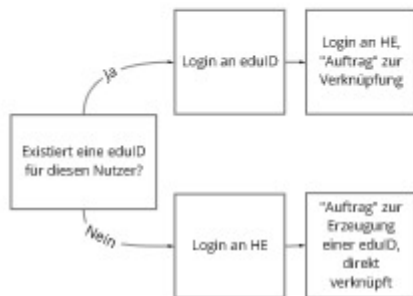 Ja
Login an eduID
Login an HE,
"Auftrag" zur
Verknüpfung
Existiert eine eduID
für diesen Nutzer?
Nein
Login an HE
"Auftrag" zur
Erzeugung
einer eduID,
direkt
verknüpft